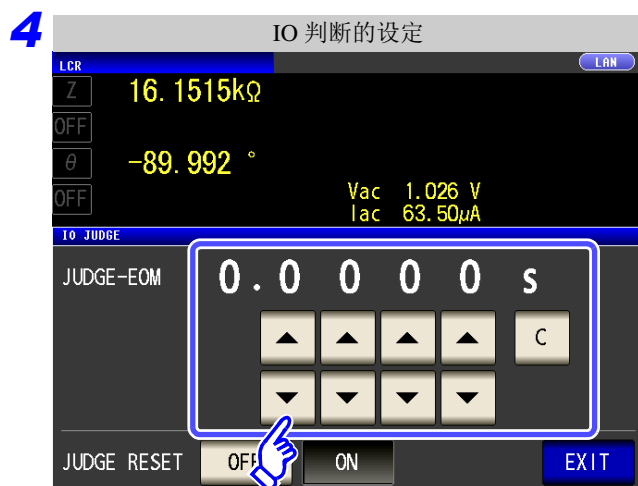 4
IO 判断的设定
LCR
LAN
Z 16.1515kΩ
OFF
θ -89.992 °
OFF
Vac 1.026 V
Iac 63.50μA
IO JUDGE
JUDGE-EOM 0.0000 s
C
JUDGE RESET OFF ON EXIT